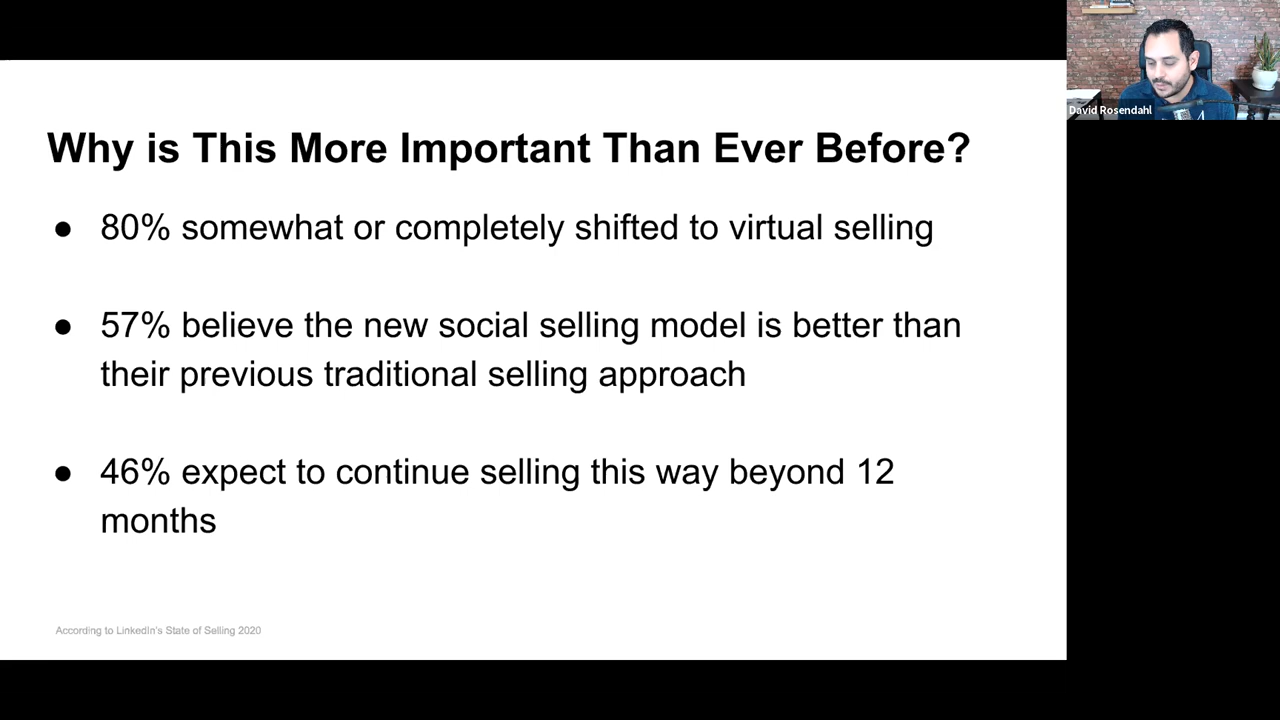 David Rosendahl
Why is This More Important Than Ever Before?
● 80% somewhat or completely shifted to virtual selling
● 57% believe the new social selling model is better than
their previous traditional selling approach
● 46% expect to continue selling this way beyond 12
months
According to LinkedIn's State of Selling 2020